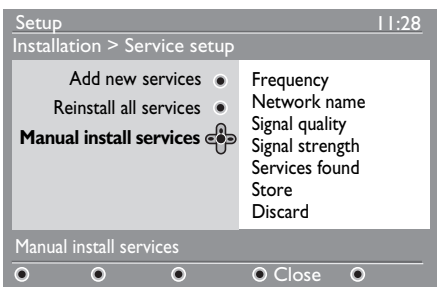 Setup 11:28
Installation > Service setup
Add new services
Reinstall all services
Manual install services
Frequency
Network name
Signal quality
Signal strength
Services found
Store
Discard
Manual install services
Close